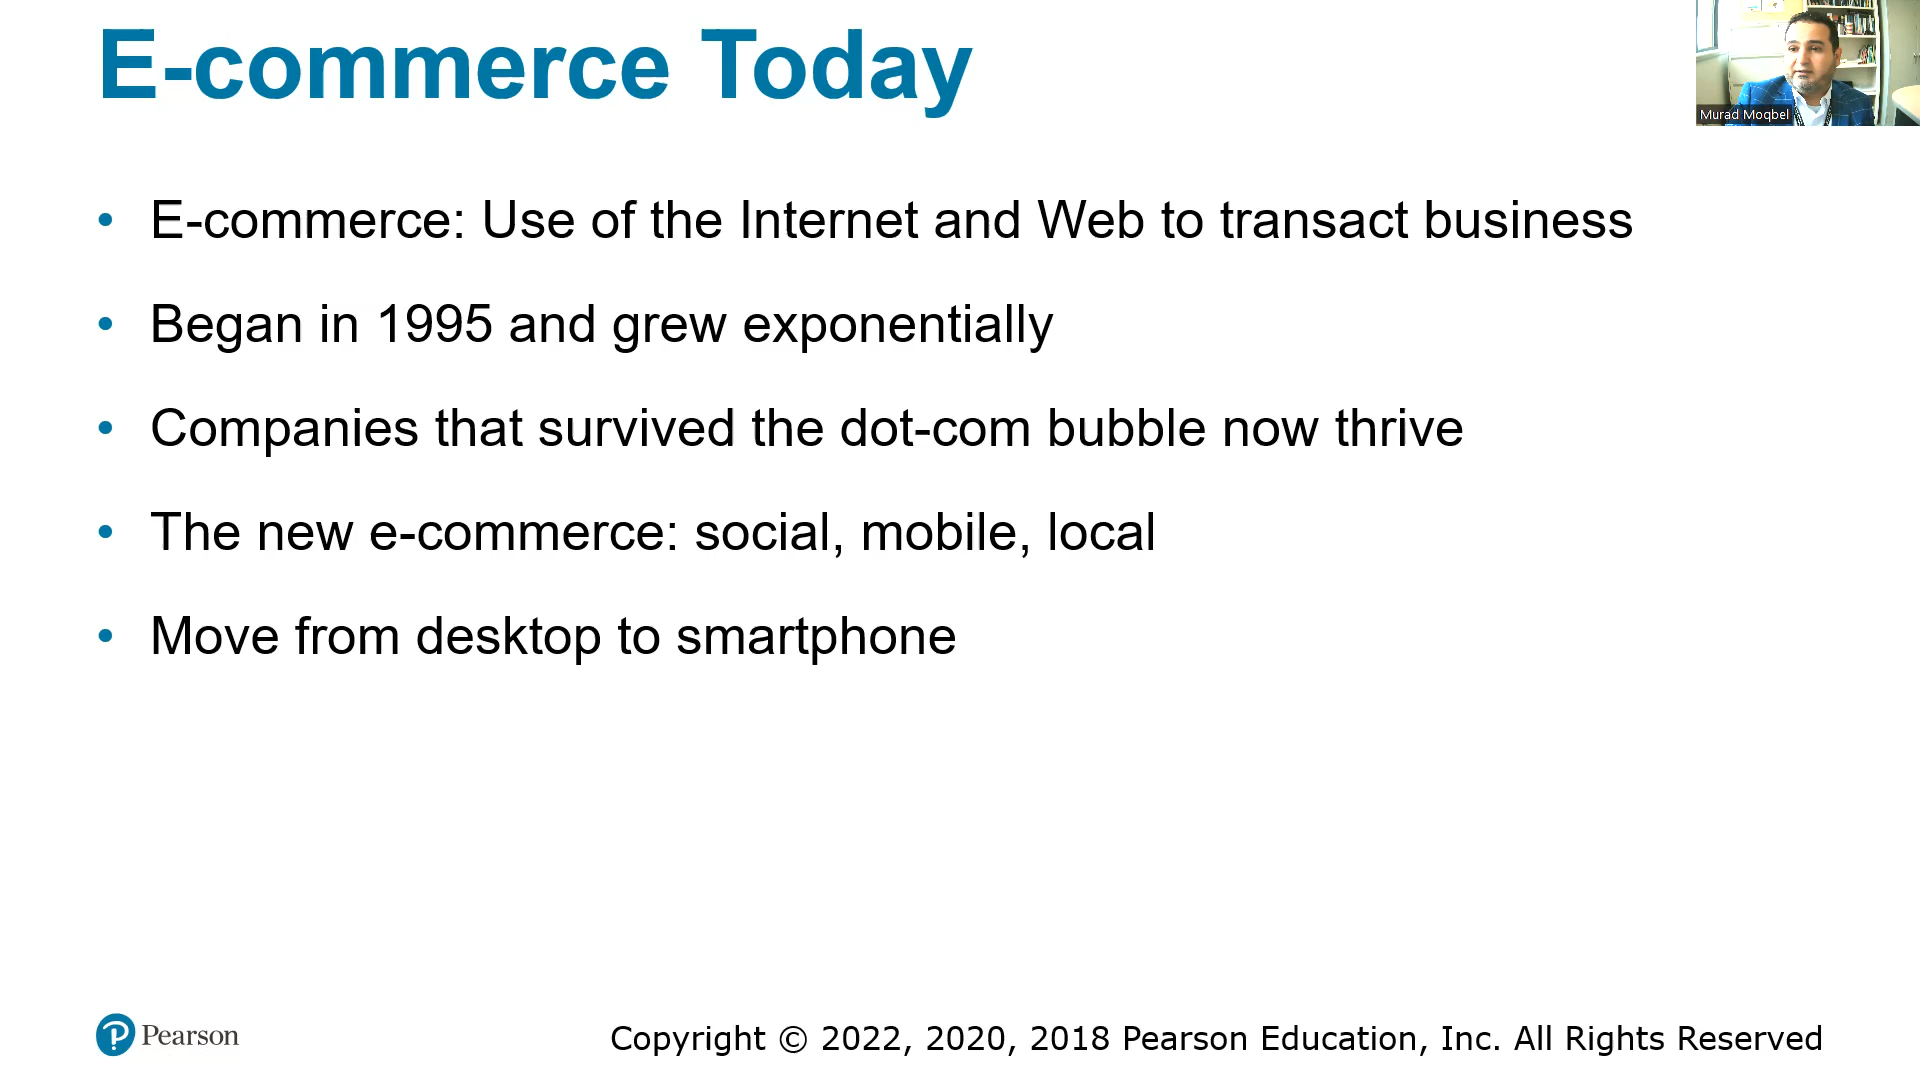 E-commerce Today
Murad Moqbel
• E-commerce: Use of the Internet and Web to transact business
• Began in 1995 and grew exponentially
• Companies that survived the dot-com bubble now thrive
• The new e-commerce: social, mobile, local
• Move from desktop to smartphone
Pearson
Copyright © 2022, 2020, 2018 Pearson Education, Inc. All Rights Reserved